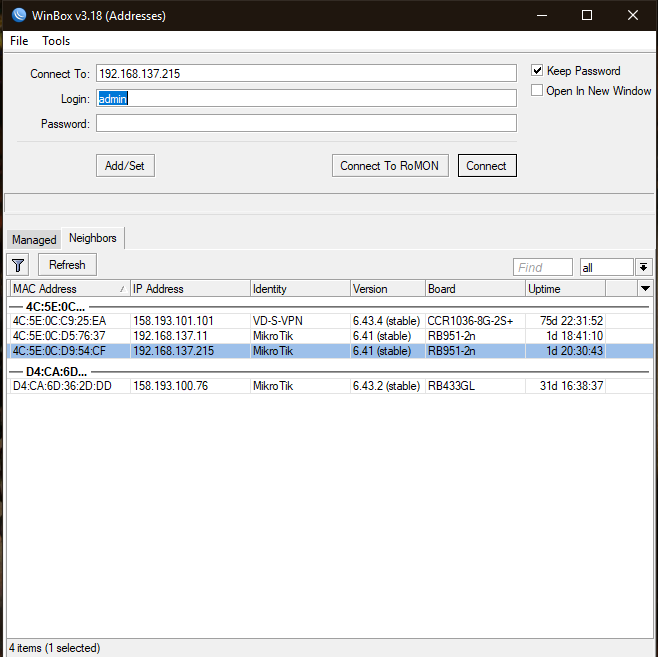 WinBox v3.18 (Addresses)
File Tools
Connect To: 192.168.137.215
Keep Password
Login: admin
Open In New Window
Password:
Add/Set Connect To RoMON Connect
Managed Neighbors
Refresh Find all
MAC Address / IP Address Identity Version Board Uptime
4C:5E:0C...
4C:5E:0C:C9:25:EA 158.193.101.101 VD-S-VPN 6.43.4 (stable) CCR1036-8G-2S+ 75d 22:31:52
4C:5E:0C:D5:76:37 192.168.137.11 MikroTik 6.41 (stable) RB951-2n 1d 18:41:10
4C:5E:0C:D9:54:CF 192.168.137.215 MikroTik 6.41 (stable) RB951-2n 1d 20:30:43
D4:CA:6D...
D4:CA:6D:36:2D:DD 158.193.100.76 MikroTik 6.43.2 (stable) RB433GL 31d 16:38:37
4 items (1 selected)